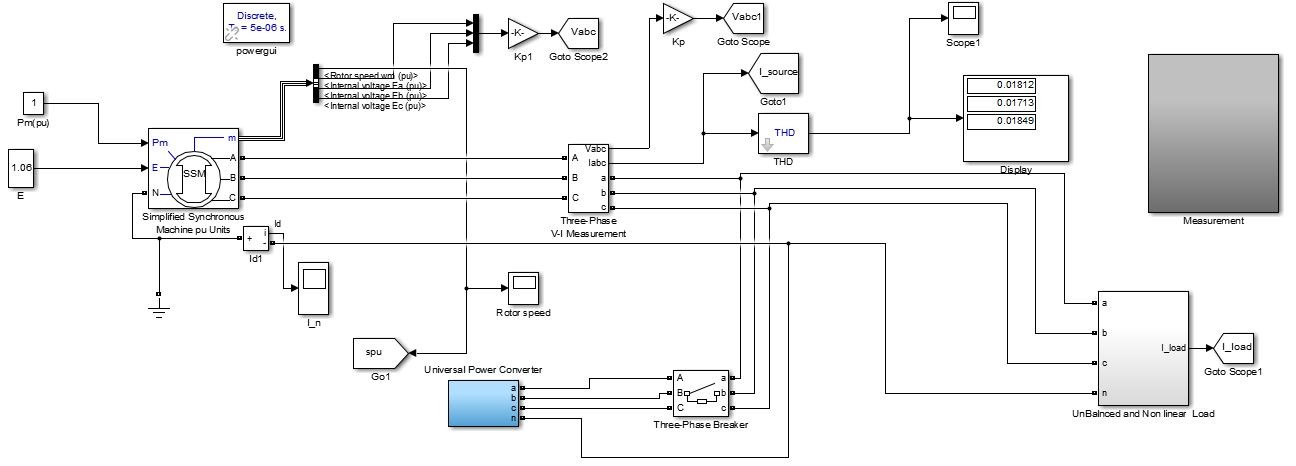 Discrete,
= 5e-06 s.
powergui
-K-
Kp1
Vabc
Goto Scope2
-K-
Kp
Vabc1
Goto Scope
Scope1
<Rotor speed wm (pu)>
<Internal voltage Ea (pu)>
<Internal voltage Eb (pu)>
<Internal voltage Ec (pu)>
I_source
Goto1
1
Pm(pu)
1.06
E
Pm
E
N
SSM
m
A
B
C
Simplified Synchronous
Machine pu Units
A
B
C
Vabc
Iabc
a
b
c
Three-Phase
V-I Measurement
THD
THD
0.01812
0.01713
0.01849
Display
Measurement
+
i
-
Id
Id1
I_n
Rotor speed
spu
Go1
Universal Power Converter
a
b
c
n
A
B
C
a
b
c
Three-Phase Breaker
a
b
c
n
I_load
UnBalnced and Non linear Load
I_load
Goto Scope1